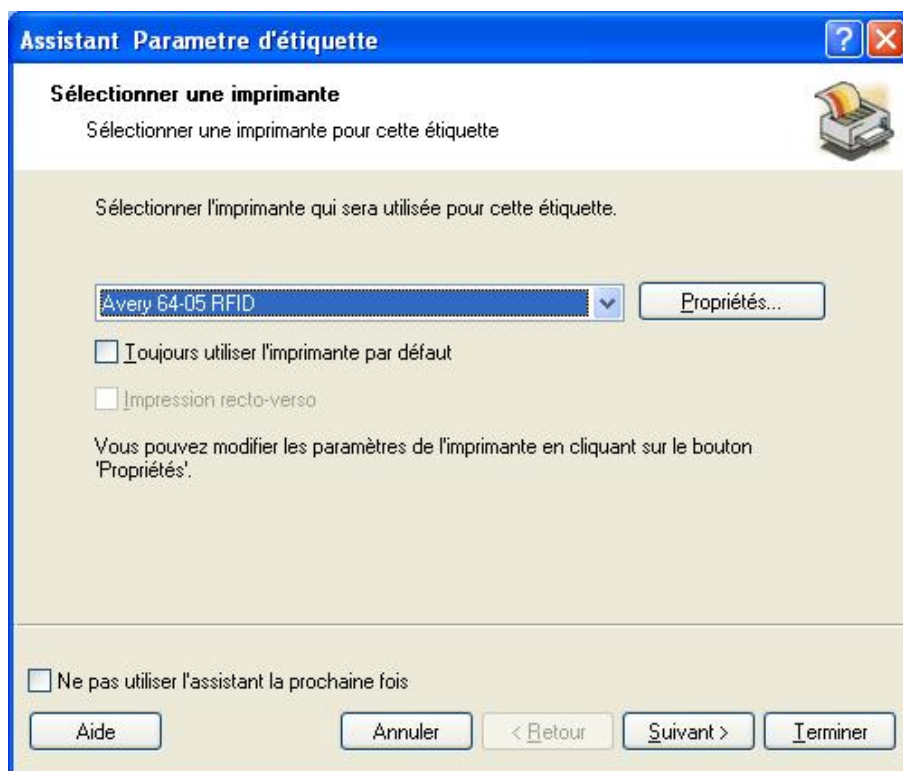 Assistant Parametre d'étiquette
Sélectionner une imprimante
Sélectionner une imprimante pour cette étiquette
Sélectionner l'imprimante qui sera utilisée pour cette étiquette.
Avery 64-05 RFID
Propriétés...
Toujours utiliser l'imprimante par défaut
Impression recto-verso
Vous pouvez modifier les paramètres de l'imprimante en cliquant sur le bouton
'Propriétés'.
Ne pas utiliser l'assistant la prochaine fois
Aide
Annuler
< Retour
Suivant >
Terminer